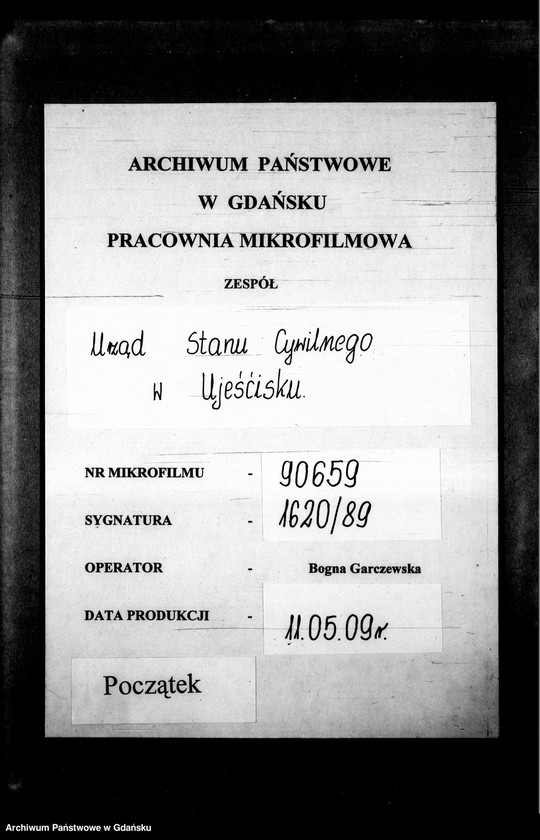 ARCHIWUM PAŃSTWOWE
W GDAŃSKU
PRACOWNIA MIKROFILMOWA
ZESPÓŁ
Urząd Stanu Cywilnego
w Ujeścisku.
NR MIKROFILMU - 90659
SYGNATURA - 1620/89
OPERATOR - Bogna Garczewska
DATA PRODUKCJI - 11.05.09r.
Początek
Archiwum Państwowe w Gdańsku